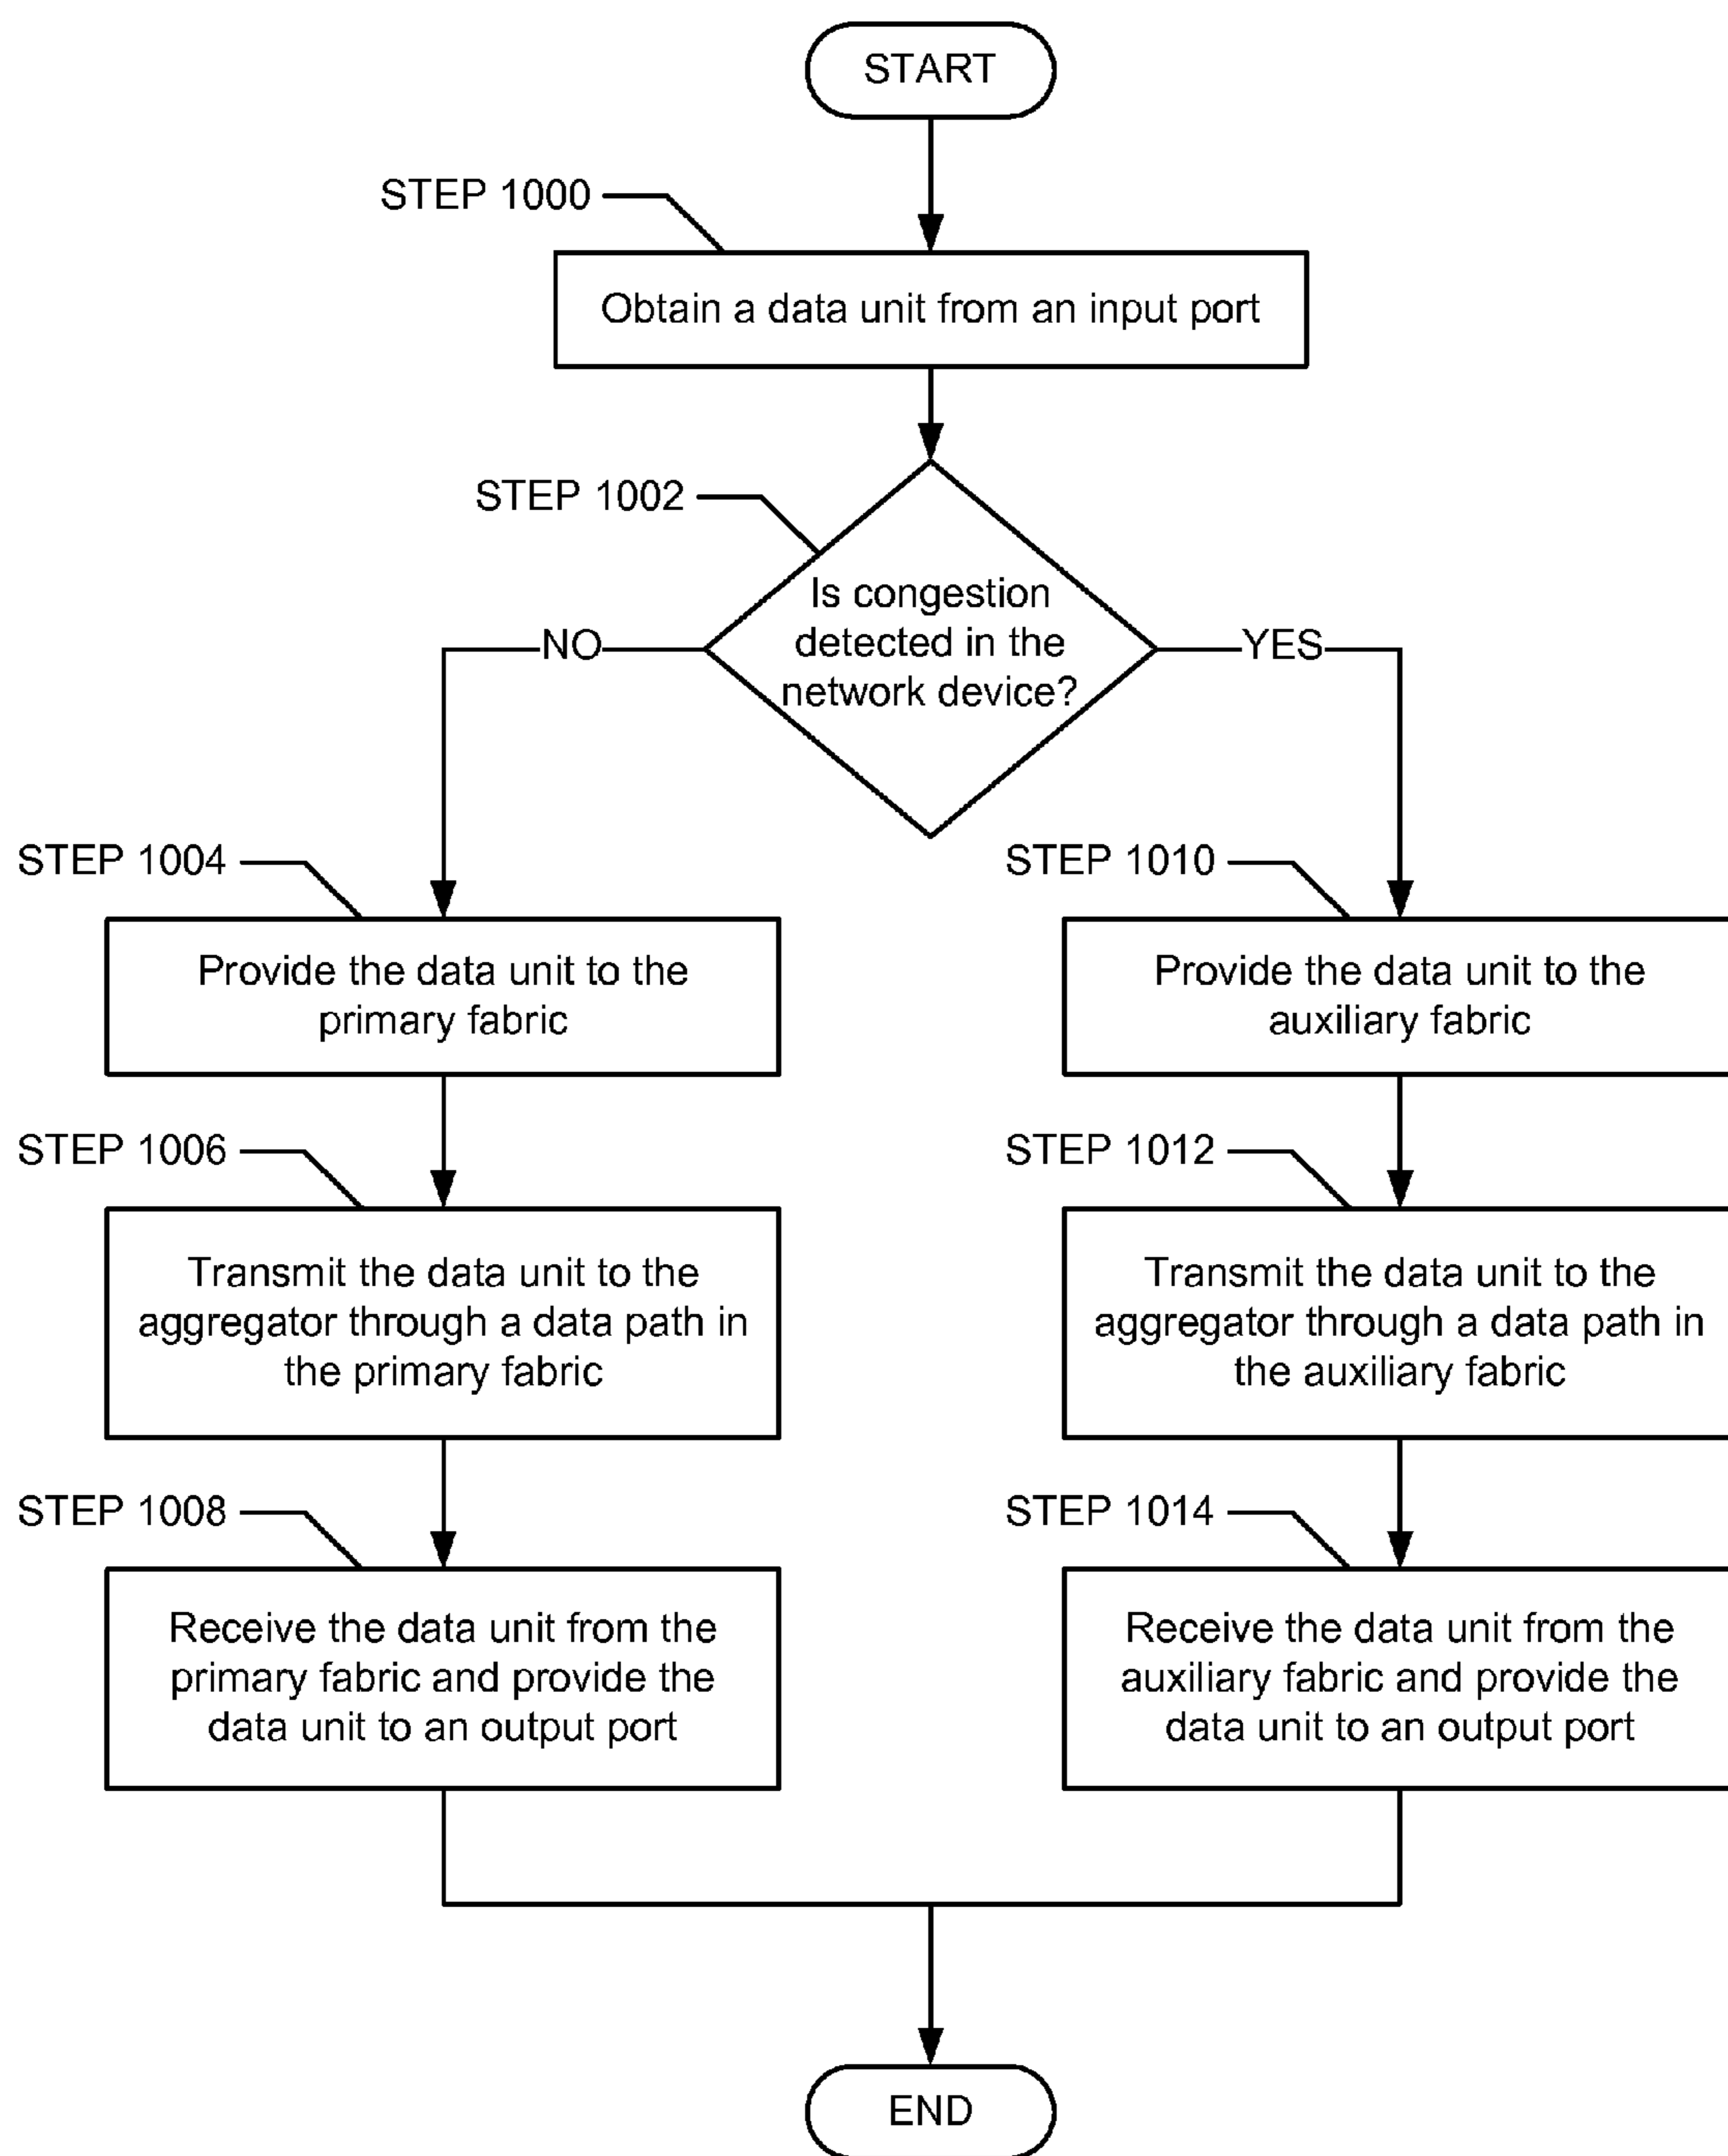 START
STEP 1000
Obtain a data unit from an input port
STEP 1002
Is congestion
detected in the
network device?
NO
YES
STEP 1004
Provide the data unit to the
primary fabric
STEP 1006
Transmit the data unit to the
aggregator through a data path in
the primary fabric
STEP 1008
Receive the data unit from the
primary fabric and provide the
data unit to an output port
STEP 1010
Provide the data unit to the
auxiliary fabric
STEP 1012
Transmit the data unit to the
aggregator through a data path in
the auxiliary fabric
STEP 1014
Receive the data unit from the
auxiliary fabric and provide the
data unit to an output port
END